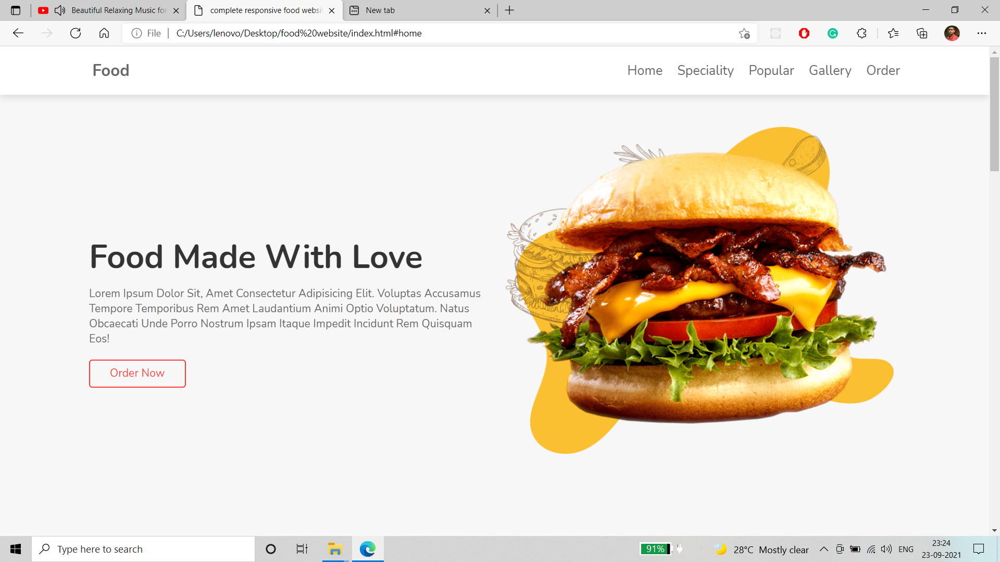 Beautiful Relaxing Music for
complete responsive food websit
New tab
File
C:/Users/lenovo/Desktop/food%20website/index.html#home
Food
Home Speciality Popular Gallery Order
Food Made With Love
Lorem Ipsum Dolor Sit, Amet Consectetur Adipisicing Elit. Voluptas Accusamus
Tempore Temporibus Rem Amet Laudantium Animi Optio Voluptatum. Natus
Obcaecati Unde Porro Nostrum Ipsam Itaque Impedit Incidunt Rem Quisquam
Eos!
Order Now
Type here to search
91%
28°C Mostly clear
ENG
23:24
23-09-2021